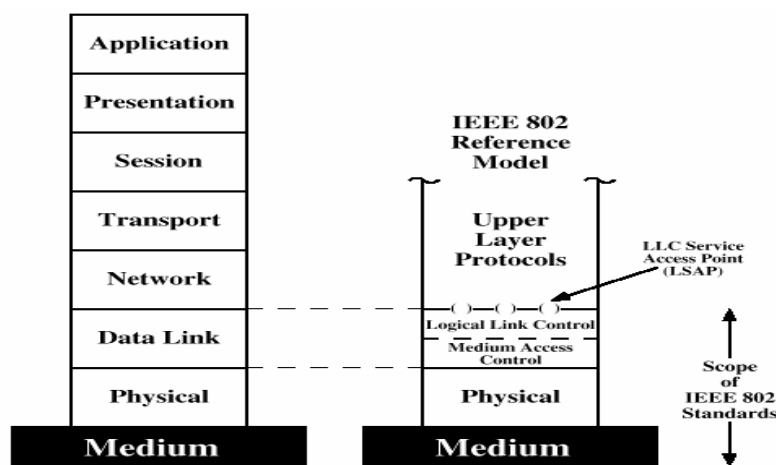 Application
Presentation
Session
Transport
Network
Data Link
Physical
Medium
IEEE 802
Reference
Model
Upper
Layer
Protocols
LLC Service
Access Point
(LSAP)
Logical Link Control
Medium Access
Control
Physical
Medium
Scope
of
IEEE 802
Standards